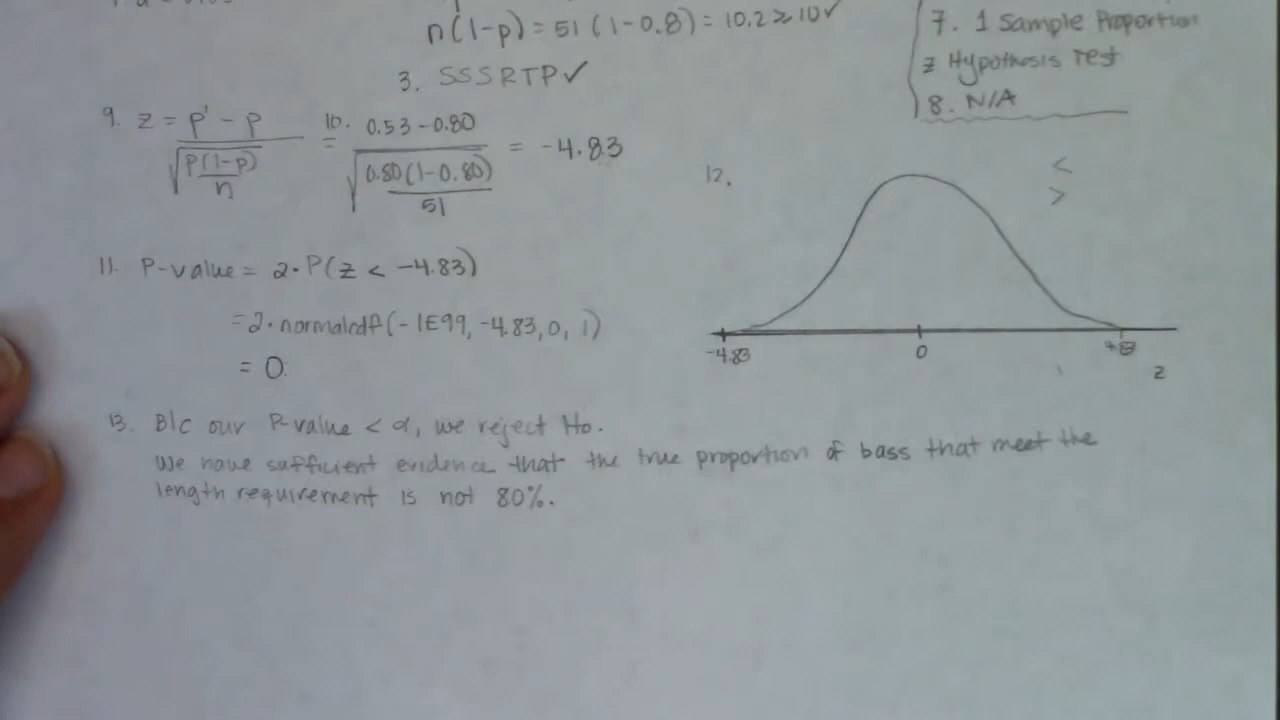 n(1-p) = 51 (1-0.8) = 10.2 ≥ 10 ✓
3. SSSRTP ✓
7. 1 Sample Proportion
z Hypothesis Test
8. N/A
9. z = p' - p / √(p(1-p)/n)
10. = 0.53 - 0.80 / √(0.80(1-0.80)/51) = -4.83
11. P-value = 2 · P(z < -4.83)
= 2 · normalcdf(-1E99, -4.83, 0, 1)
= 0
12.
<
>
-4.83 0
z
13. B/c our P-value < α, we reject Ho.
We have sufficient evidence that the true proportion of bass that meet the
length requirement is not 80%.